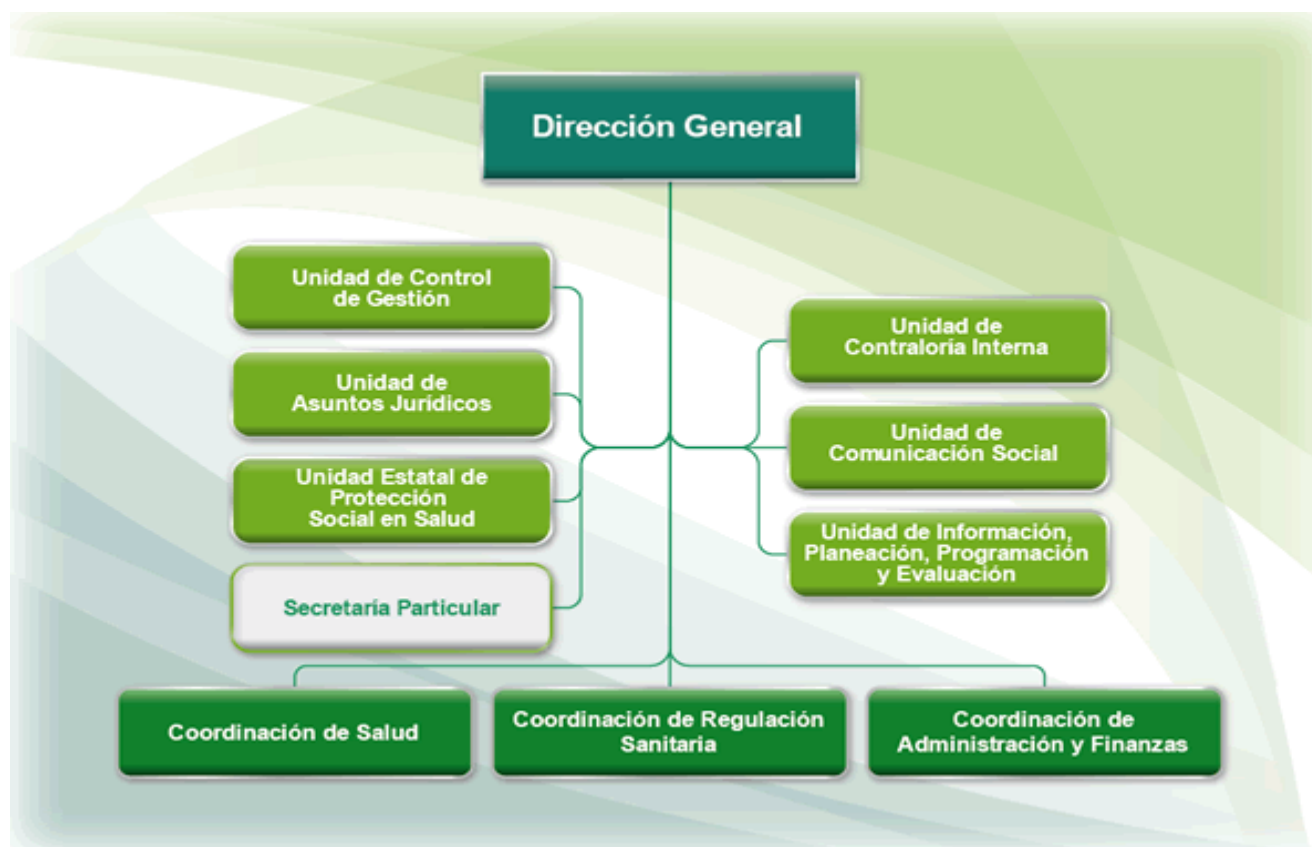 Dirección General
Unidad de Control
de Gestión
Unidad de
Asuntos Jurídicos
Unidad Estatal de
Protección
Social en Salud
Secretaría Particular
Unidad de
Contraloría Interna
Unidad de
Comunicación Social
Unidad de Información,
Planeación, Programación
y Evaluación
Coordinación de Salud
Coordinación de Regulación
Sanitaria
Coordinación de
Administración y Finanzas